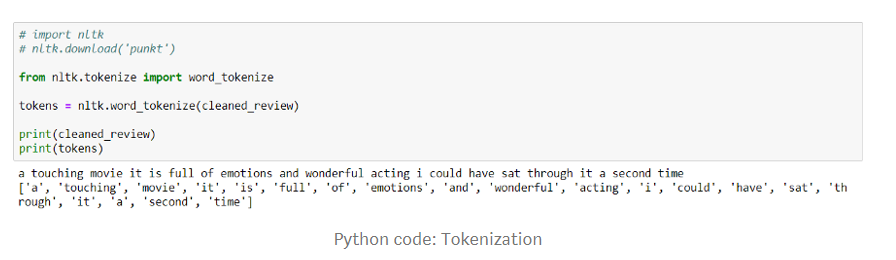 # import nltk
# nltk.download('punkt')
from nltk.tokenize import word_tokenize
tokens = nltk.word_tokenize(cleaned_review)
print(cleaned_review)
print(tokens)
a touching movie it is full of emotions and wonderful acting i could have sat through it a second time
['a', 'touching', 'movie', 'it', 'is', 'full', 'of', 'emotions', 'and', 'wonderful', 'acting', 'i', 'could', 'have', 'sat', 'th
rough', 'it', 'a', 'second', 'time']
Python code: Tokenization